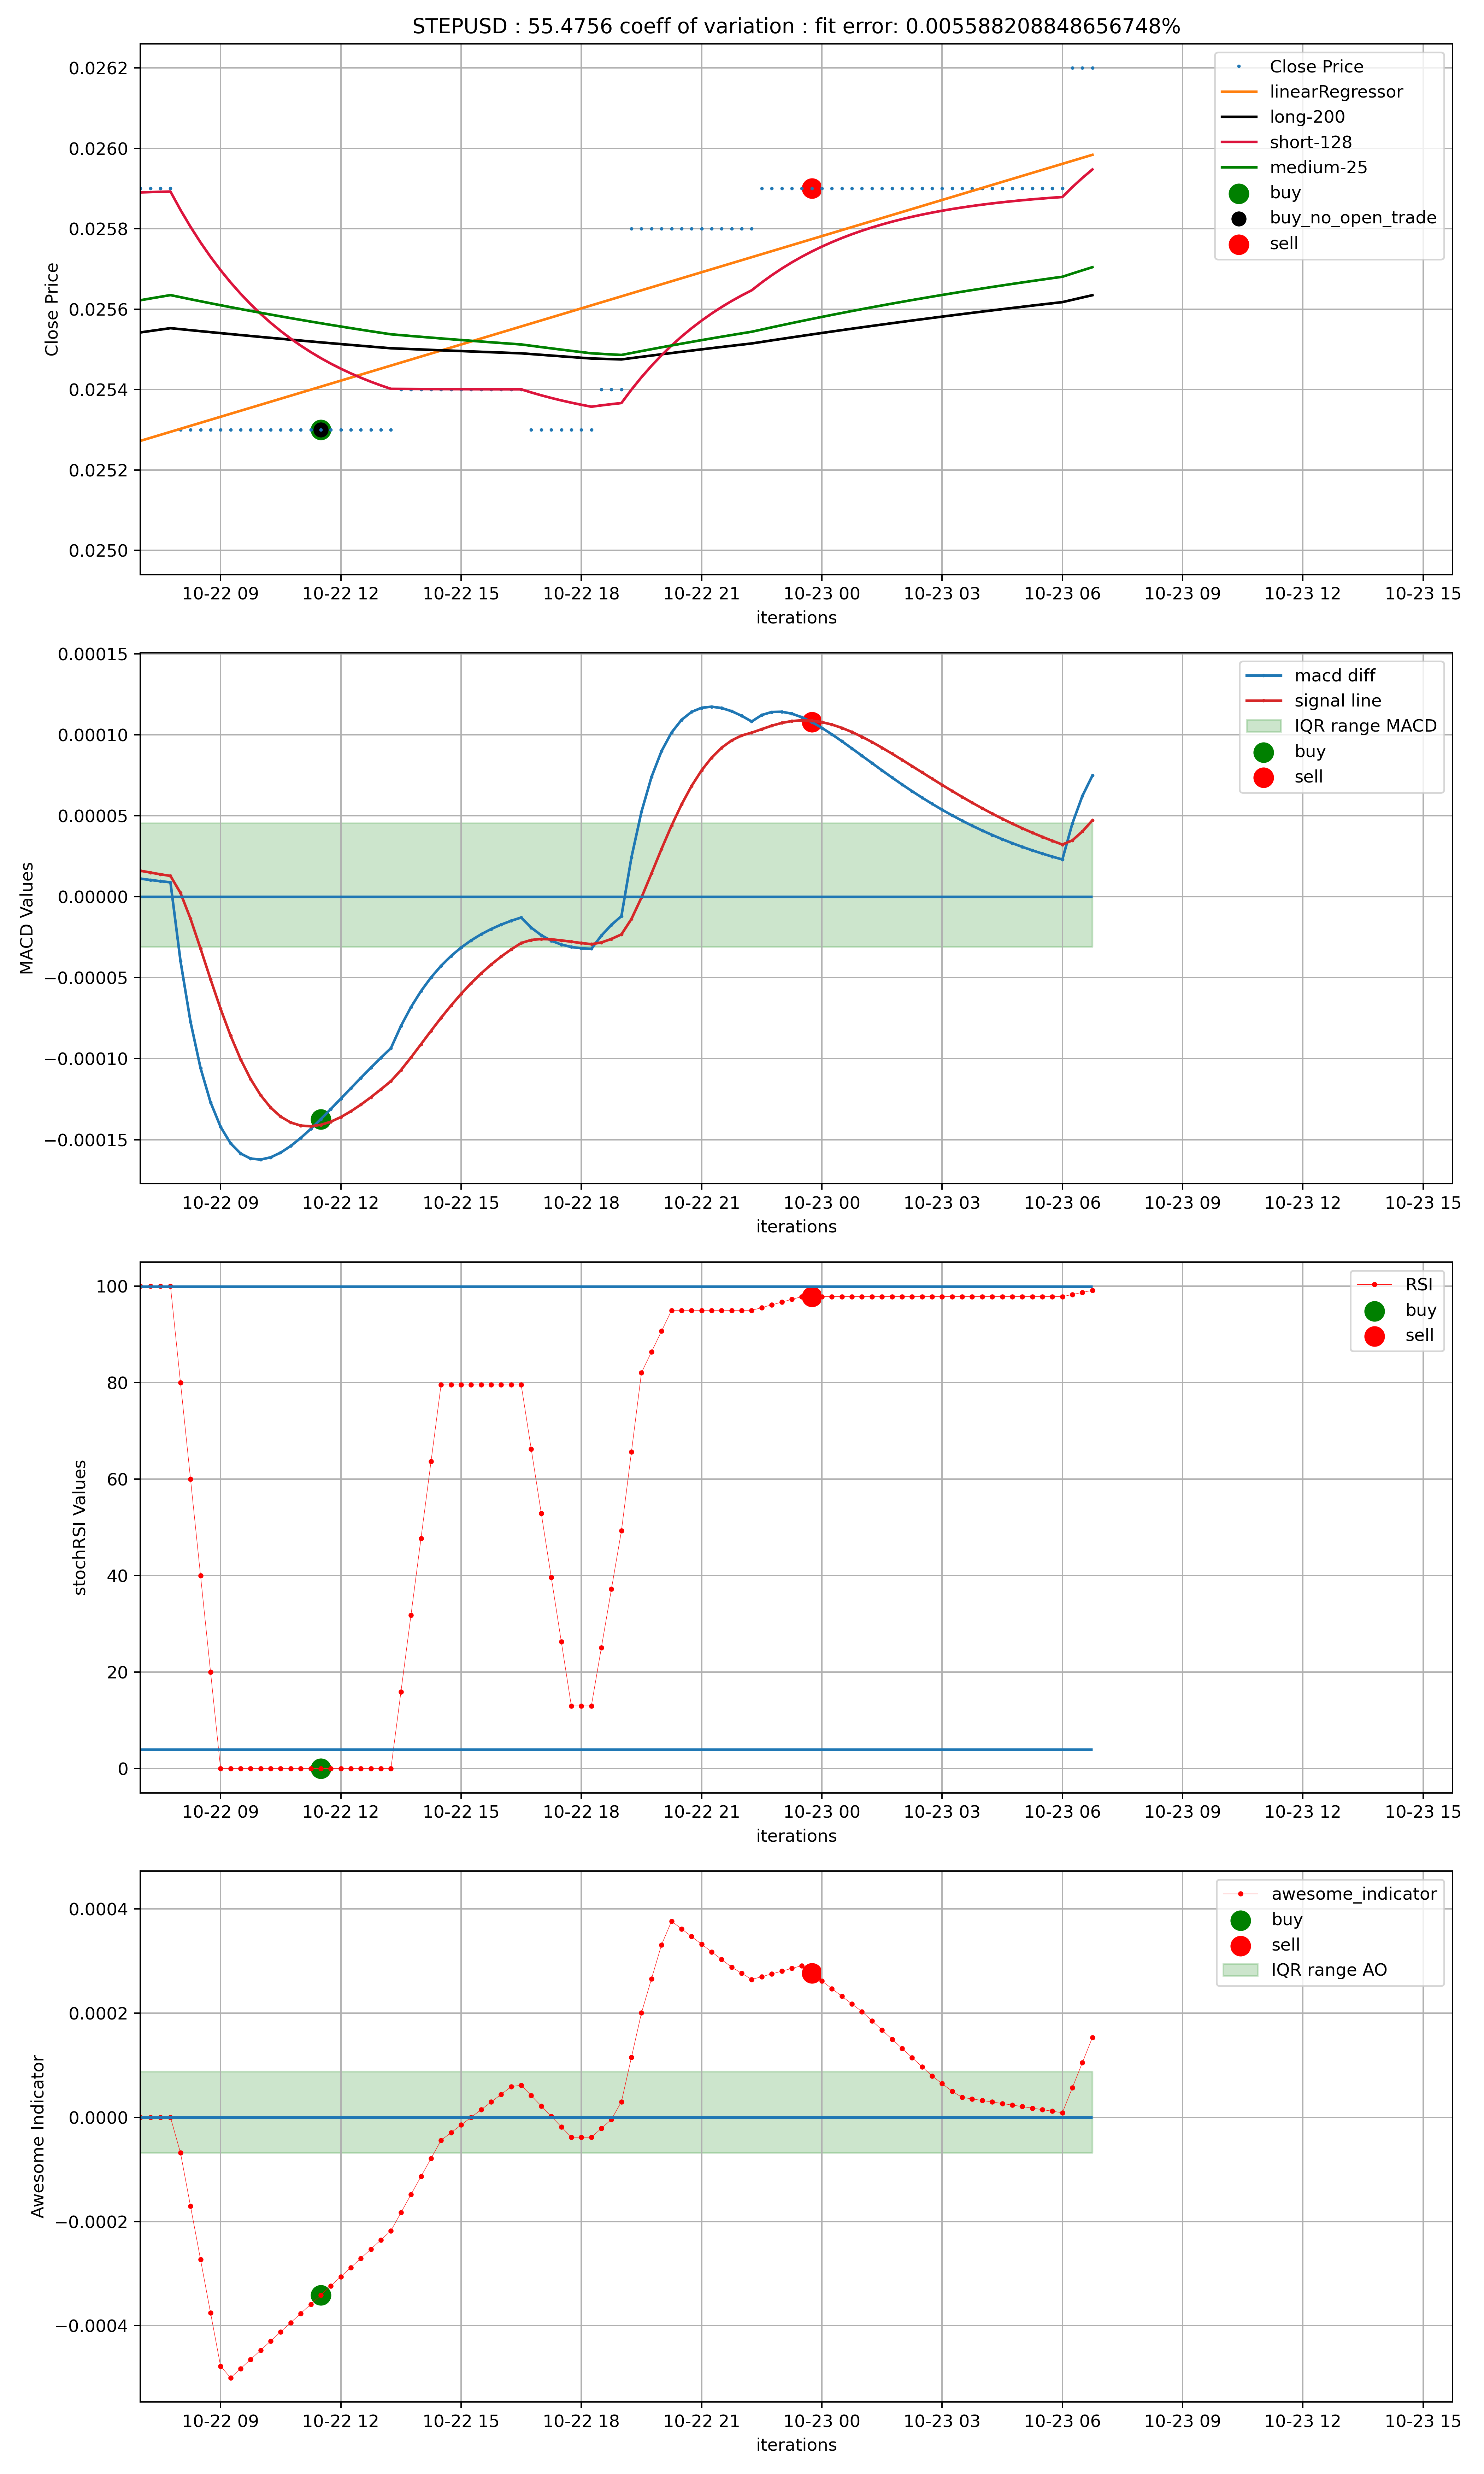 STEPUSD : 55.4756 coeff of variation : fit error: 0.005588208848656748%
0.0262
0.0260
0.0258
0.0256
0.0254
0.0252
0.0250
Close Price
Close Price
linearRegressor
long-200
short-128
medium-25
buy
buy_no_open_trade
sell
10-22 09 10-22 12 10-22 15 10-22 18 10-22 21 10-23 00 10-23 03 10-23 06 10-23 09 10-23 12 10-23 15
iterations
0.00015
0.00010
0.00005
0.00000
−0.00005
−0.00010
−0.00015
MACD Values
macd diff
signal line
IQR range MACD
buy
sell
10-22 09 10-22 12 10-22 15 10-22 18 10-22 21 10-23 00 10-23 03 10-23 06 10-23 09 10-23 12 10-23 15
iterations
100
80
60
40
20
0
stochRSI Values
RSI
buy
sell
10-22 09 10-22 12 10-22 15 10-22 18 10-22 21 10-23 00 10-23 03 10-23 06 10-23 09 10-23 12 10-23 15
iterations
0.0004
0.0002
0.0000
−0.0002
−0.0004
Awesome Indicator
awesome_indicator
buy
sell
IQR range AO
10-22 09 10-22 12 10-22 15 10-22 18 10-22 21 10-23 00 10-23 03 10-23 06 10-23 09 10-23 12 10-23 15
iterations